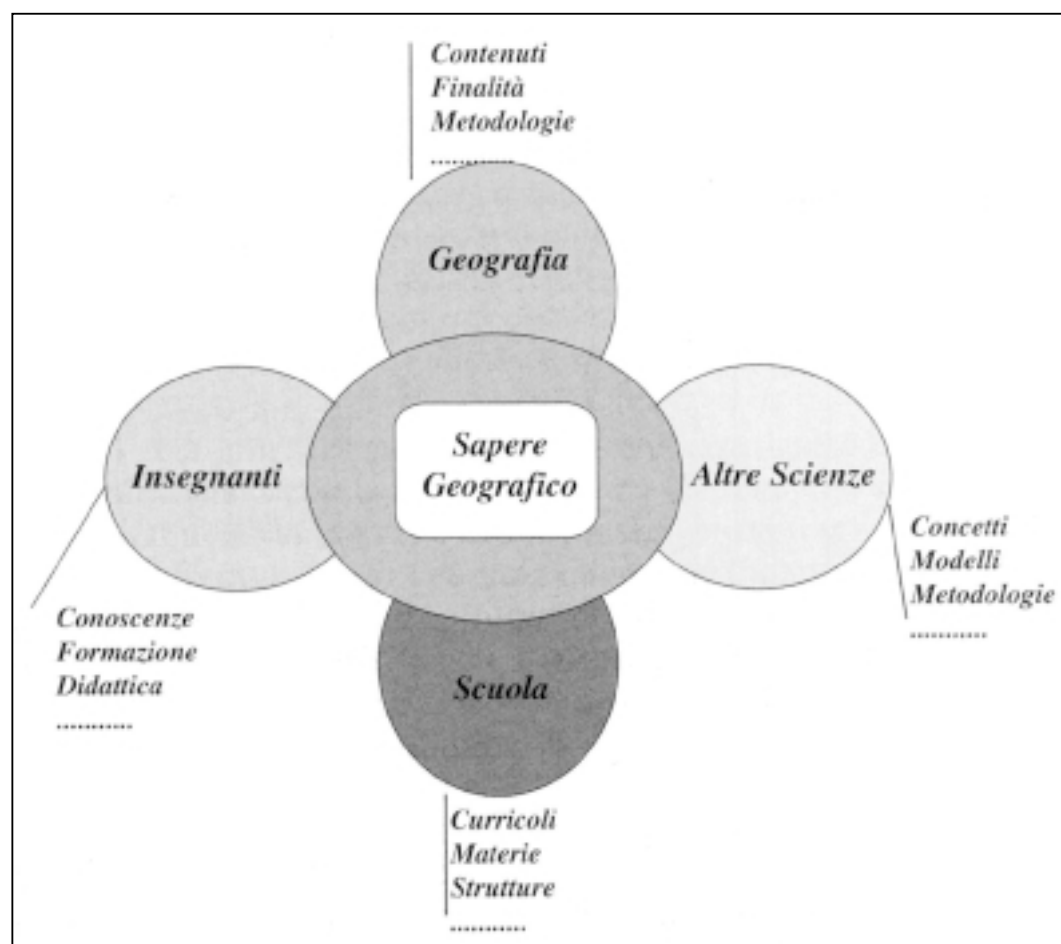 Contenuti
Finalità
Metodologie
............
Geografia
Insegnanti
Sapere
Geografico
Altre Scienze
Concetti
Modelli
Metodologie
...........
Conoscenze
Formazione
Didattica
...........
Scuola
Curricoli
Materie
Strutture
...........